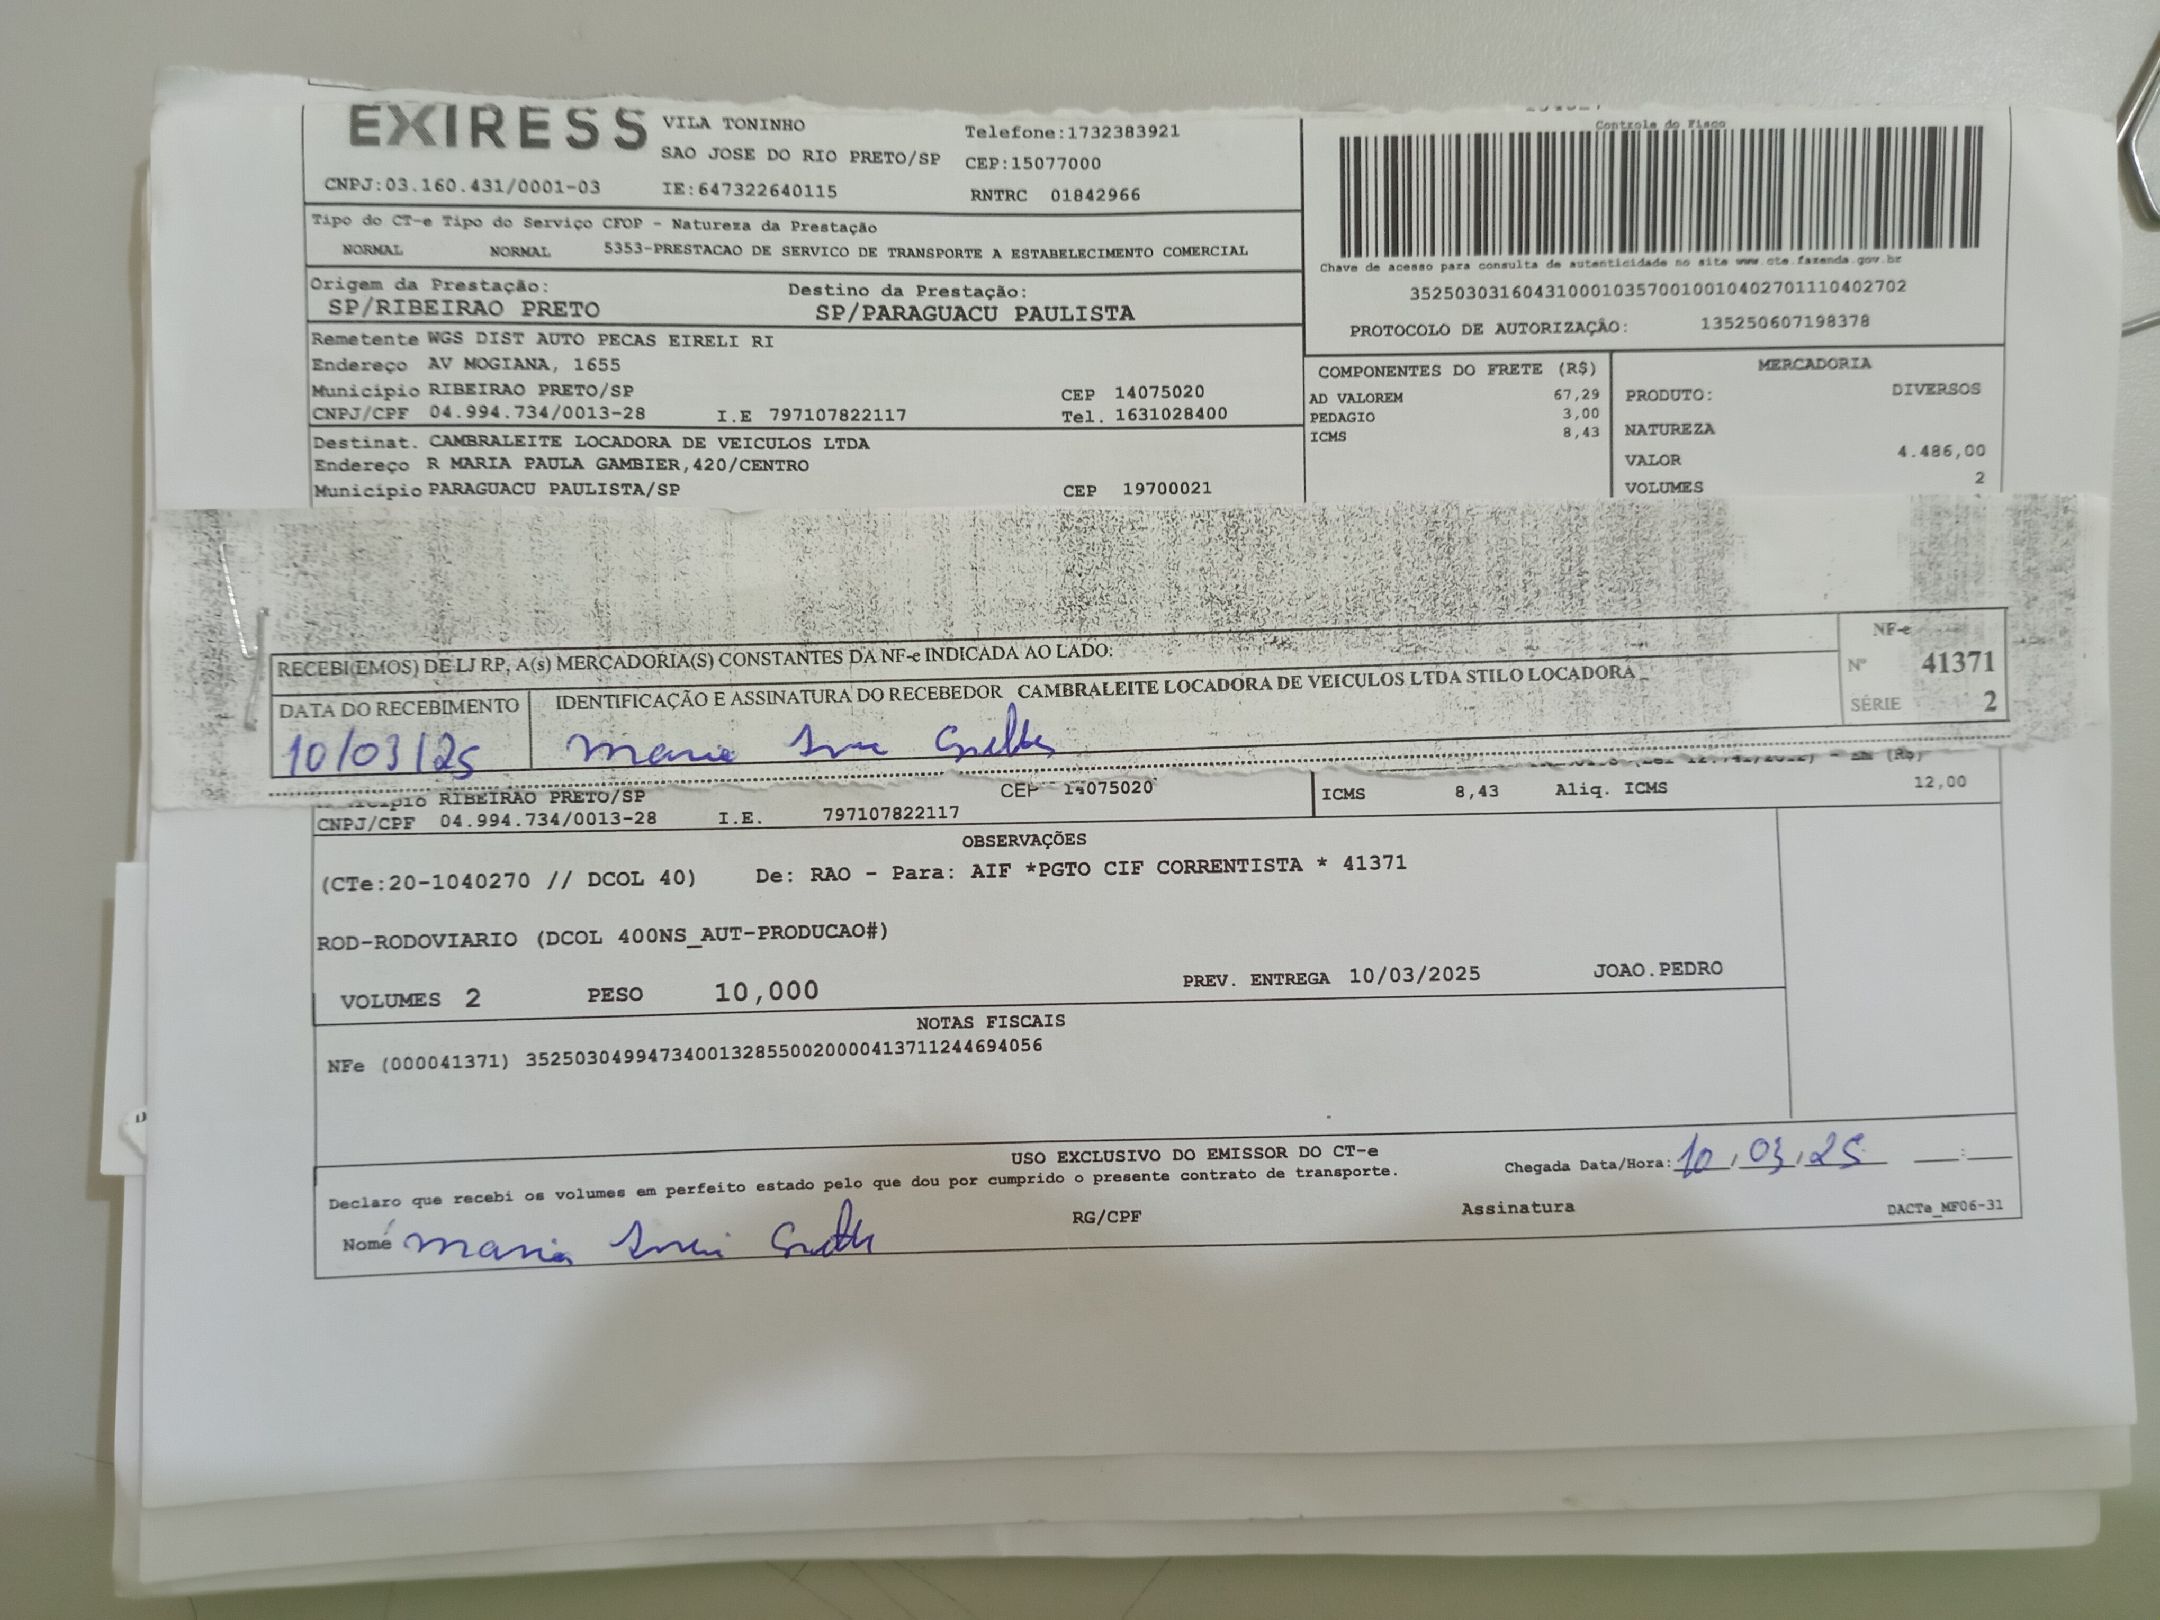 EXIRESS
VILA TONINHO
Telefone:1732383921
SAO JOSE DO RIO PRETO/SP
CEP:15077000
CNPJ:03.160.431/0001-03
IE:647322640115
RNTRC 01842966
Controle do Fisco
Tipo do CT-e Tipo do Serviço CFOP - Natureza da Prestação
NORMAL NORMAL 5353-PRESTACAO DE SERVICO DE TRANSPORTE A ESTABELECIMENTO COMERCIAL
Chave de acesso para consulta de autenticidade no site www.cte.fazenda.gov.br
35250303160431000103570010010402701110402702
PROTOCOLO DE AUTORIZAÇÃO: 135250607198378
Origem da Prestação:
SP/RIBEIRAO PRETO
Destino da Prestação:
SP/PARAGUACU PAULISTA
Remetente WGS DIST AUTO PECAS EIRELI RI
Endereço AV MOGIANA, 1655
Município RIBEIRAO PRETO/SP CEP 14075020
CNPJ/CPF 04.994.734/0013-28 I.E 797107822117 Tel. 1631028400
Destinat. CAMBRALEITE LOCADORA DE VEICULOS LTDA
Endereço R MARIA PAULA GAMBIER,420/CENTRO
Município PARAGUACU PAULISTA/SP CEP 19700021
COMPONENTES DO FRETE (R$)
AD VALOREM 67,29
PEDAGIO 3,00
ICMS 8,43
MERCADORIA
PRODUTO: DIVERSOS
NATUREZA
VALOR 4.486,00
VOLUMES 2
RECEBI(EMOS) DE LJ RP, A(s) MERCADORIA(S) CONSTANTES DA NF-e INDICADA AO LADO:
DATA DO RECEBIMENTO
10/03/25
IDENTIFICAÇÃO E ASSINATURA DO RECEBEDOR CAMBRALEITE LOCADORA DE VEICULOS LTDA STILO LOCADORA
Maria
NF-e
Nº 41371
SÉRIE 2
Município RIBEIRAO PRETO/SP CEP 14075020
CNPJ/CPF 04.994.734/0013-28 I.E. 797107822117
ICMS 8,43 Aliq. ICMS 12,00
OBSERVAÇÕES
(CTe:20-1040270 // DCOL 40) De: RAO - Para: AIF *PGTO CIF CORRENTISTA * 41371
ROD-RODOVIARIO (DCOL 400NS_AUT-PRODUCAO#)
VOLUMES 2 PESO 10,000 PREV. ENTREGA 10/03/2025 JOAO.PEDRO
NOTAS FISCAIS
NFe (000041371) 35250304994734001328550020000413711244694056
USO EXCLUSIVO DO EMISSOR DO CT-e
Declaro que recebi os volumes em perfeito estado pelo que dou por cumprido o presente contrato de transporte.
Chegada Data/Hora: 10/03/25 __:__
Nome Maria
RG/CPF
Assinatura
DACTe_MF06-31